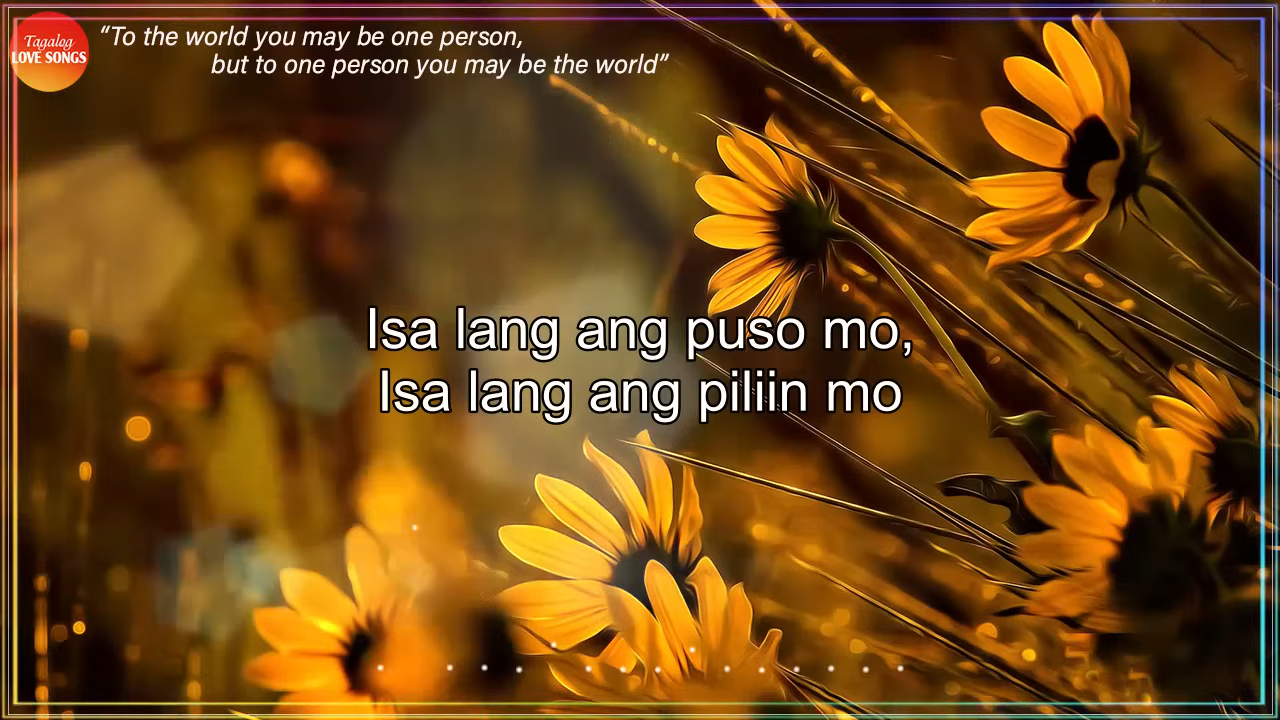 Tagalog
LOVE SONGS
“To the world you may be one person,
but to one person you may be the world”
Isa lang ang puso mo,
Isa lang ang piliin mo